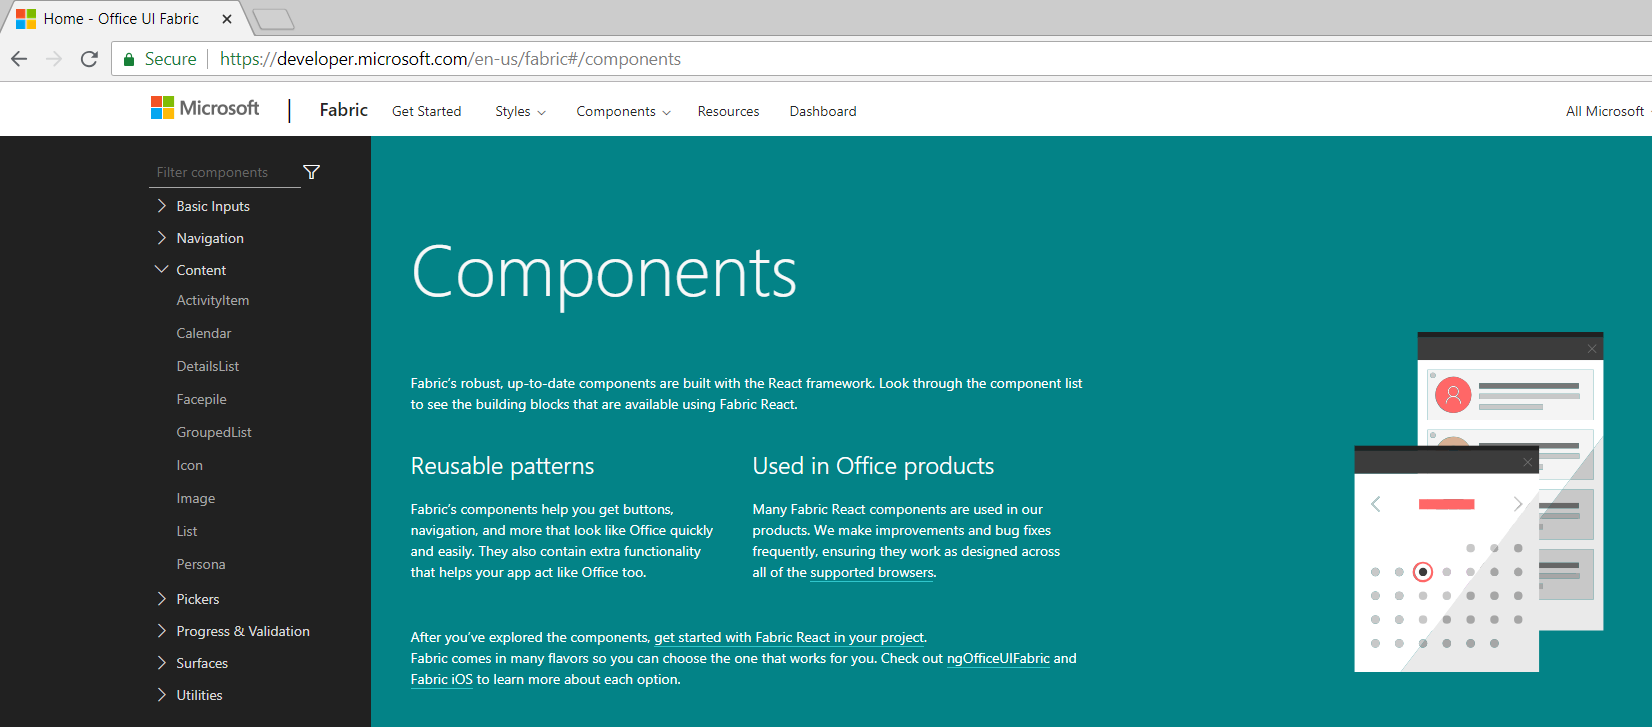 Home - Office UI Fabric
Secure
https://developer.microsoft.com/en-us/fabric#/components
Microsoft
Fabric
Get Started
Styles
Components
Resources
Dashboard
All Microsoft
Filter components
Basic Inputs
Navigation
Content
ActivityItem
Calendar
DetailsList
Facepile
GroupedList
Icon
Image
List
Persona
Pickers
Progress & Validation
Surfaces
Utilities
Components
Fabric's robust, up-to-date components are built with the React framework. Look through the component list
to see the building blocks that are available using Fabric React.
Reusable patterns
Fabric's components help you get buttons,
navigation, and more that look like Office quickly
and easily. They also contain extra functionality
that helps your app act like Office too.
Used in Office products
Many Fabric React components are used in our
products. We make improvements and bug fixes
frequently, ensuring they work as designed across
all of the supported browsers.
After you've explored the components, get started with Fabric React in your project.
Fabric comes in many flavors so you can choose the one that works for you. Check out ngOfficeUIFabric and
Fabric iOS to learn more about each option.